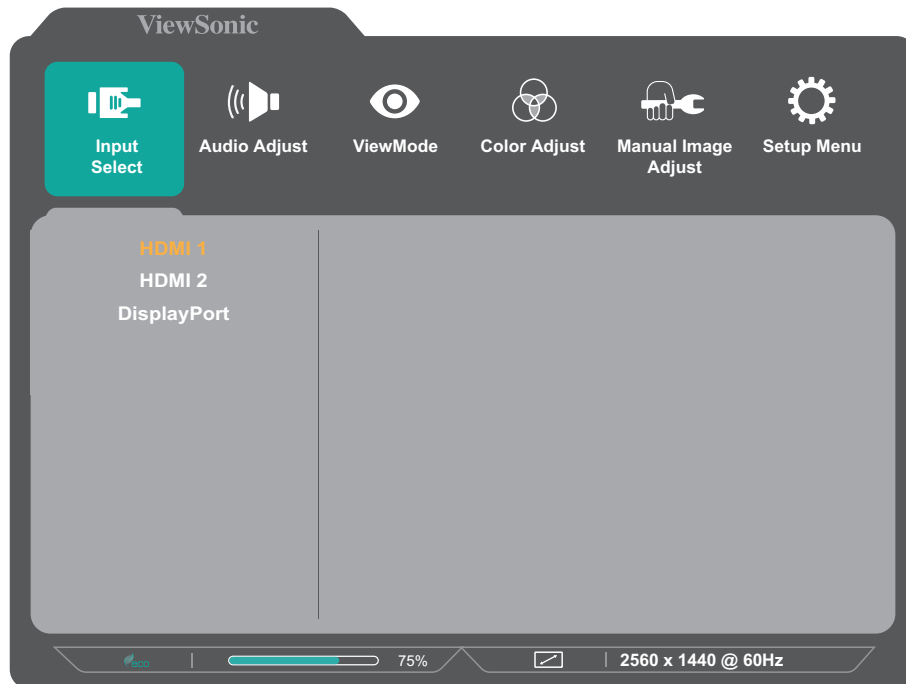 ViewSonic
Input
Select
Audio Adjust
ViewMode
Color Adjust
Manual Image
Adjust
Setup Menu
HDMI 1
HDMI 2
DisplayPort
eco
75%
2560 x 1440 @ 60Hz